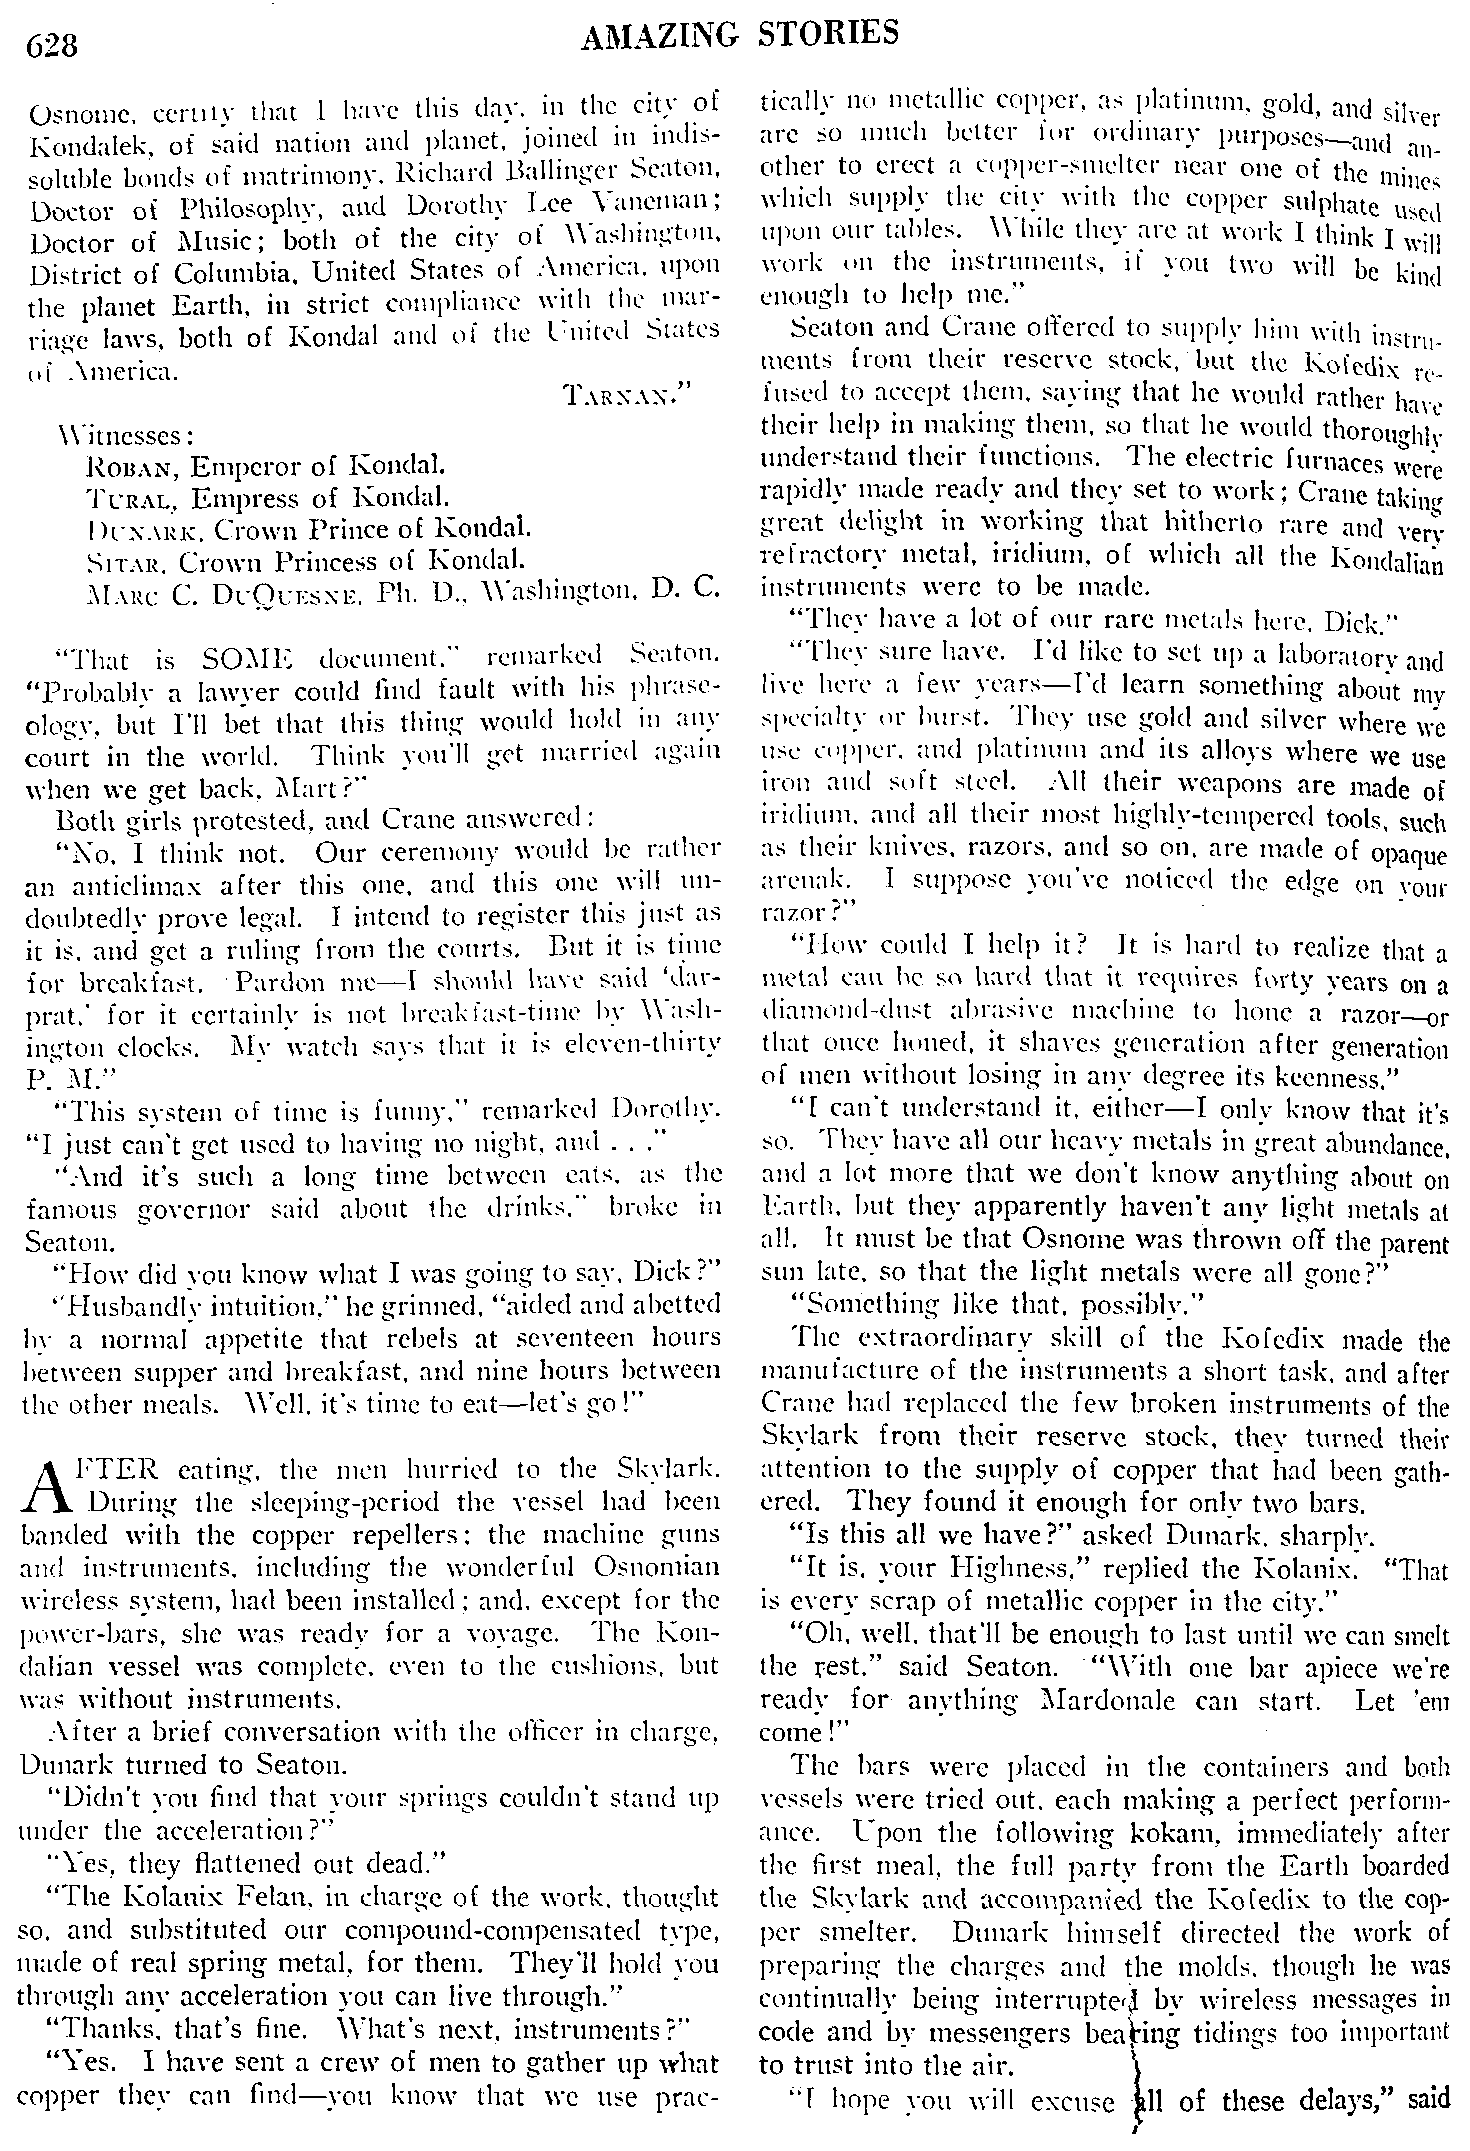 628
AMAZING STORIES
Osnome, certify that I have this day, in the city of
Kondalek, of said nation and planet, joined in indis-
soluble bonds of matrimony, Richard Ballinger Seaton,
Doctor of Philosophy, and Dorothy Lee Vaneman;
Doctor of Music; both of the city of Washington,
District of Columbia, United States of America, upon
the planet Earth, in strict compliance with the mar-
riage laws, both of Kondal and of the United States
of America.
TARNAN."
Witnesses:
ROBAN, Emperor of Kondal.
TURAL, Empress of Kondal.
DUNARK, Crown Prince of Kondal.
SITAR, Crown Princess of Kondal.
MARC C. DUQUESNE, Ph. D., Washington, D. C.
"That is SOME document," remarked Seaton.
"Probably a lawyer could find fault with his phrase-
ology, but I'll bet that this thing would hold in any
court in the world. Think you'll get married again
when we get back, Mart?"
Both girls protested, and Crane answered:
"No, I think not. Our ceremony would be rather
an anticlimax after this one, and this one will un-
doubtedly prove legal. I intend to register this just as
it is, and get a ruling from the courts. But it is time
for breakfast. Pardon me—I should have said 'dar-
prat,' for it certainly is not breakfast-time by Wash-
ington clocks. My watch says that it is eleven-thirty
P. M."
"This system of time is funny," remarked Dorothy.
"I just can't get used to having no night, and . . ."
"And it's such a long time between eats, as the
famous governor said about the drinks," broke in
Seaton.
"How did you know what I was going to say, Dick?"
"Husbandly intuition," he grinned, "aided and abetted
by a normal appetite that rebels at seventeen hours
between supper and breakfast, and nine hours between
the other meals. Well, it's time to eat—let's go!"
AFTER eating, the men hurried to the Skylark.
During the sleeping-period the vessel had been
banded with the copper repellers; the machine guns
and instruments, including the wonderful Osnomian
wireless system, had been installed; and, except for the
power-bars, she was ready for a voyage. The Kon-
dalian vessel was complete, even to the cushions, but
was without instruments.
After a brief conversation with the officer in charge,
Dunark turned to Seaton.
"Didn't you find that your springs couldn't stand up
under the acceleration?"
"Yes, they flattened out dead."
"The Kolanix Felan, in charge of the work, thought
so, and substituted our compound-compensated type,
made of real spring metal, for them. They'll hold you
through any acceleration you can live through."
"Thanks, that's fine. What's next, instruments?"
"Yes. I have sent a crew of men to gather up what
copper they can find—you know that we use prac-
tically no metallic copper, as platinum, gold, and silver
are so much better for ordinary purposes—and an-
other to erect a copper-smelter near one of the mines
which supply the city with the copper sulphate used
upon our tables. While they are at work I think I will
work on the instruments, if you two will be kind
enough to help me."
Seaton and Crane offered to supply him with instru-
ments from their reserve stock, but the Kofedix re-
fused to accept them, saying that he would rather have
their help in making them, so that he would thoroughly
understand their functions. The electric furnaces were
rapidly made ready and they set to work; Crane taking
great delight in working that hitherto rare and very
refractory metal, iridium, of which all the Kondalian
instruments were to be made.
"They have a lot of our rare metals here, Dick."
"They sure have. I'd like to set up a laboratory and
live here a few years—I'd learn something about my
specialty or burst. They use gold and silver where we
use copper, and platinum and its alloys where we use
iron and soft steel. All their weapons are made of
iridium, and all their most highly-tempered tools, such
as their knives, razors, and so on, are made of opaque
arenak. I suppose you've noticed the edge on your
razor?"
"How could I help it? It is hard to realize that a
metal can be so hard that it requires forty years on a
diamond-dust abrasive machine to hone a razor—or
that once honed, it shaves generation after generation
of men without losing in any degree its keenness."
"I can't understand it, either—I only know that it's
so. They have all our heavy metals in great abundance,
and a lot more that we don't know anything about on
Earth, but they apparently haven't any light metals at
all. It must be that Osnome was thrown off the parent
sun late, so that the light metals were all gone?"
"Something like that, possibly."
The extraordinary skill of the Kofedix made the
manufacture of the instruments a short task, and after
Crane had replaced the few broken instruments of the
Skylark from their reserve stock, they turned their
attention to the supply of copper that had been gath-
ered. They found it enough for only two bars.
"Is this all we have?" asked Dunark, sharply.
"It is, your Highness," replied the Kolanix. "That
is every scrap of metallic copper in the city."
"Oh, well, that'll be enough to last until we can smelt
the rest," said Seaton. "With one bar apiece we're
ready for anything Mardonale can start. Let 'em
come!"
The bars were placed in the containers and both
vessels were tried out, each making a perfect perform-
ance. Upon the following kokam, immediately after
the first meal, the full party from the Earth boarded
the Skylark and accompanied the Kofedix to the cop-
per smelter. Dunark himself directed the work of
preparing the charges and the molds, though he was
continually being interrupted by wireless messages in
code and by messengers bearing tidings too important
to trust into the air.
"I hope you will excuse all of these delays," said